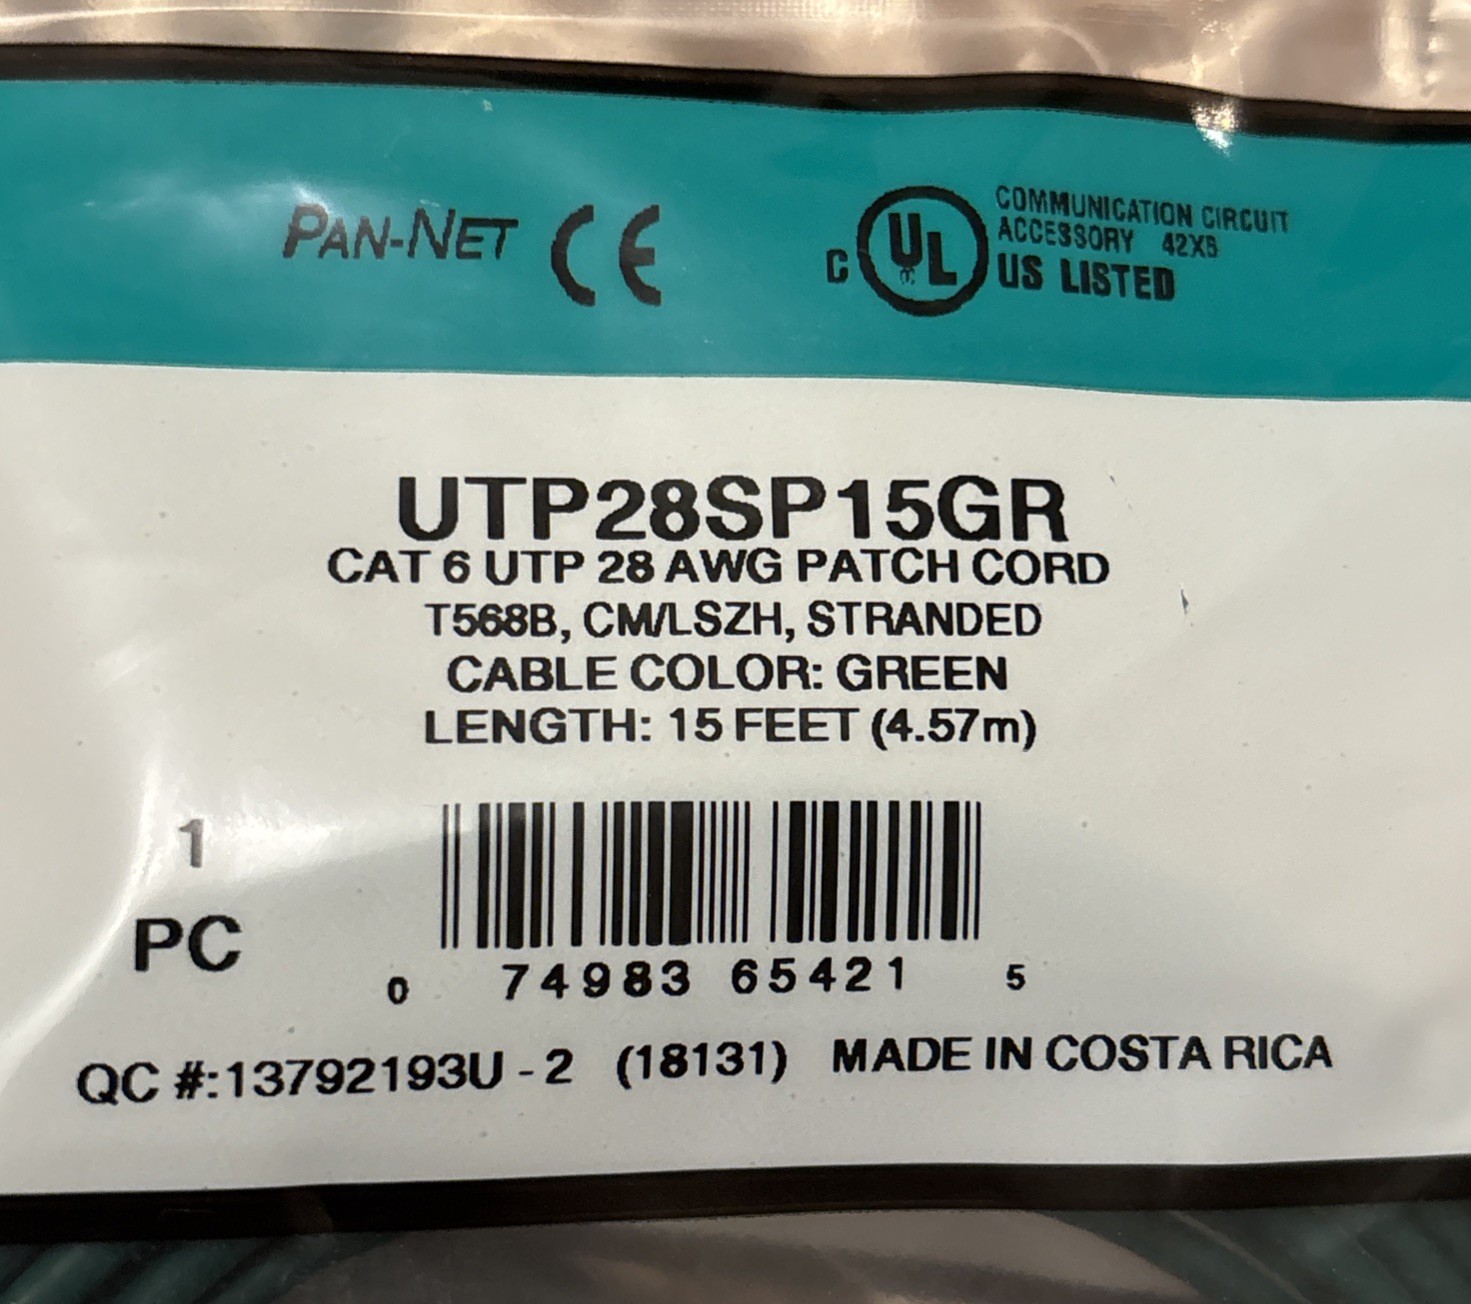 PAN-NET CE
C UL US LISTED
COMMUNICATION CIRCUIT
ACCESSORY 42X6
UTP28SP15GR
CAT 6 UTP 28 AWG PATCH CORD
T568B, CM/LSZH, STRANDED
CABLE COLOR: GREEN
LENGTH: 15 FEET (4.57m)
1
PC
0 74983 65421 5
QC #:13792193U - 2 (18131) MADE IN COSTA RICA